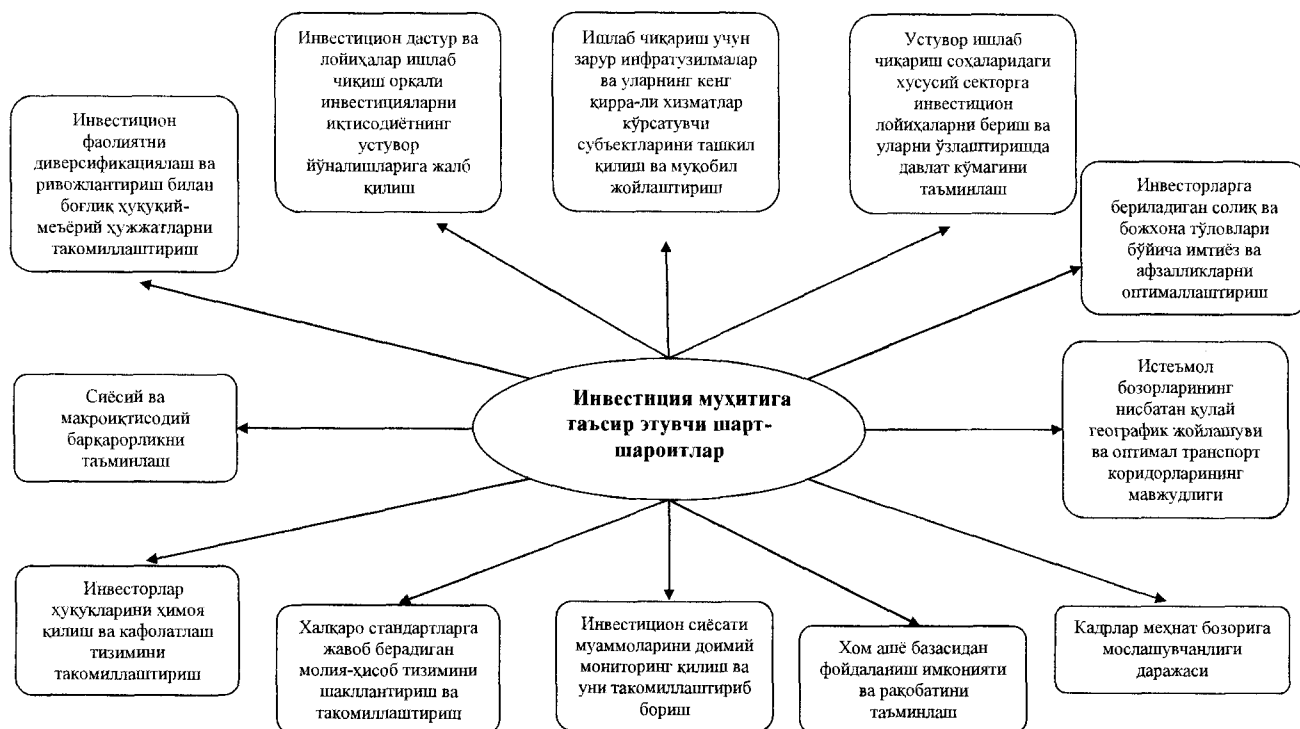 Инвестицион
фаолиятни
диверсификациялаш ва
ривожлантириш билан
боғлиқ ҳуқуқий-
меъёрий ҳужжатларни
такомиллаштириш
Инвестицион дастур ва
лойиҳалар ишлаб
чиқиш орқали
инвестицияларни
иқтисодиётнинг
устувор
йўналишларига жалб
қилиш
Ишлаб чиқариш учун
зарур инфратузилмалар
ва уларнинг кенг
қирра-ли хизматлар
кўрсатувчи
субъектларини ташкил
қилиш ва муқобил
жойлаштириш
Устувор ишлаб
чиқариш соҳаларидаги
хусусий секторга
инвестицион
лойиҳаларни бериш ва
уларни ўзлаштиришда
давлат кўмагини
таъминлаш
Инвесторларга
бериладиган солиқ ва
божхона тўловлари
бўйича имтиёз ва
афзалликларни
оптималлаштириш
Сиёсий ва
макроиқтисодий
барқарорликни
таъминлаш
Инвестиция муҳитига
таъсир этувчи шарт-
шароитлар
Истеъмол
бозорларининг
нисбатан қулай
географик жойлашуви
ва оптимал транспорт
коридорларининг
мавжудлиги
Инвесторлар
ҳуқуқларини ҳимоя
қилиш ва кафолатлаш
тизимини
такомиллаштириш
Халқаро стандартларга
жавоб берадиган
молия-ҳисоб тизимини
шакллантириш ва
такомиллаштириш
Инвестицион сиёсати
муаммоларини доимий
мониторинг қилиш ва
уни такомиллаштириб
бориш
Хом ашё базасидан
фойдаланиш имконияти
ва рақобатини
таъминлаш
Кадрлар меҳнат бозорига
мослашувчанлиги
даражаси